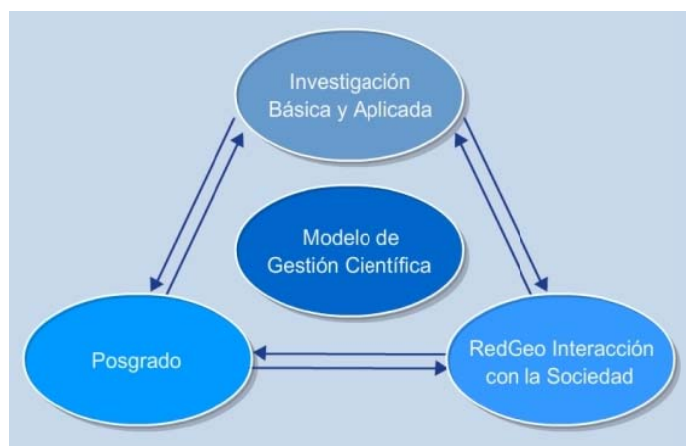 Investigación
Básica y Aplicada
Modelo de
Gestión Científica
Posgrado
RedGeo Interacción
con la Sociedad